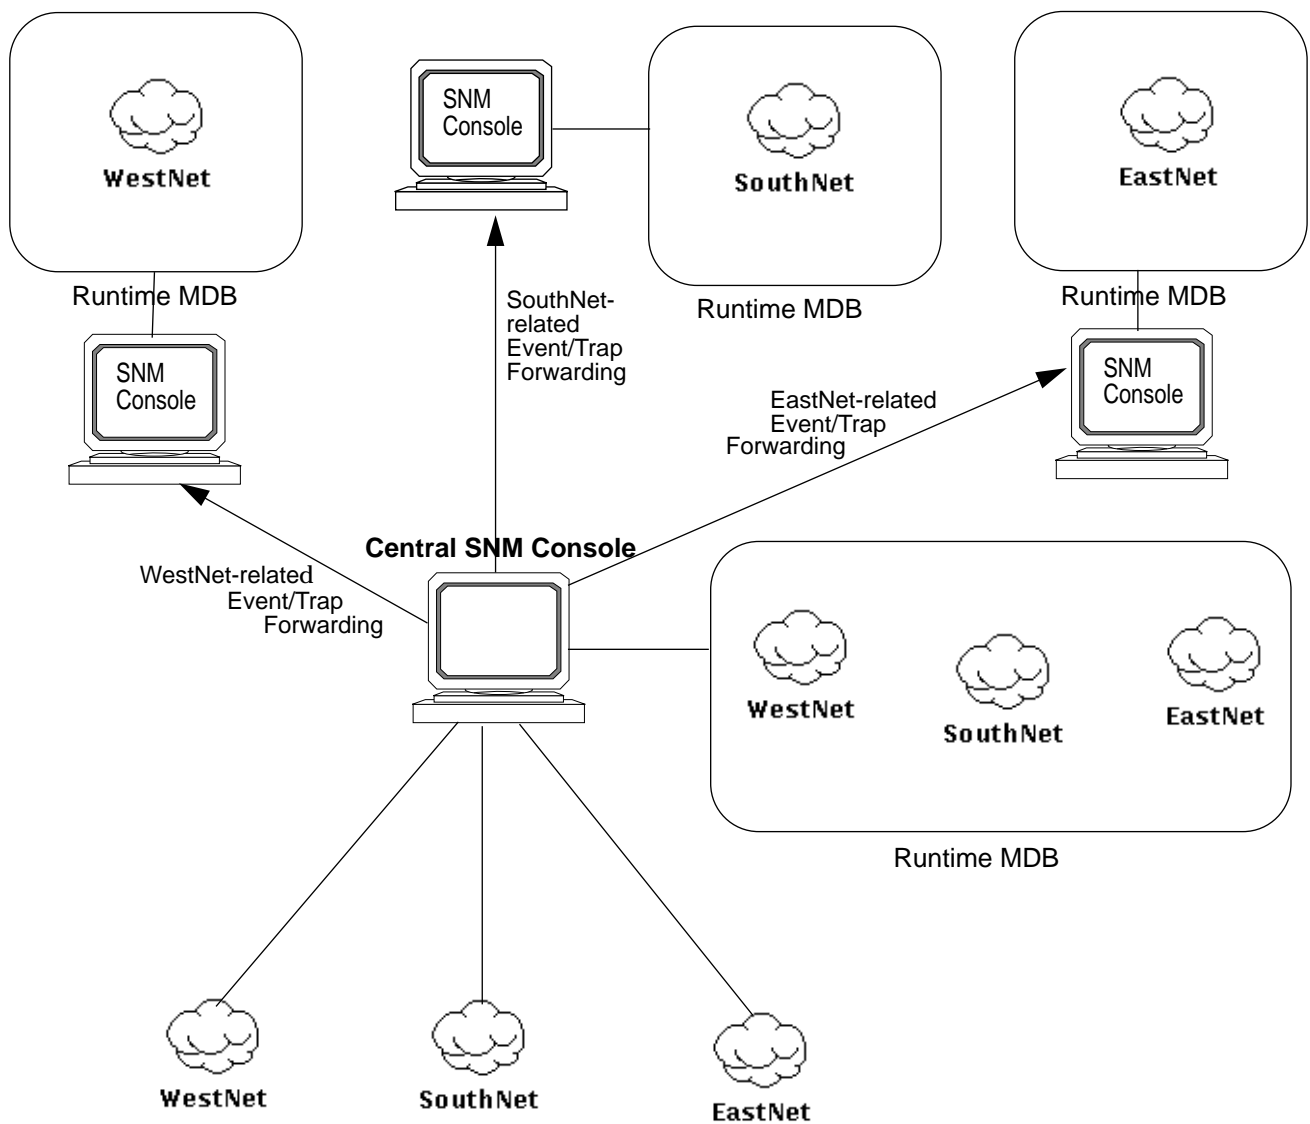 WestNet
Runtime MDB
SNM
Console
SNM
Console
SouthNet
Runtime MDB
EastNet
Runtime MDB
SNM
Console
SouthNet-
related
Event/Trap
Forwarding
EastNet-related
Event/Trap
Forwarding
Central SNM Console
WestNet-related
Event/Trap
Forwarding
WestNet
SouthNet
EastNet
Runtime MDB
WestNet
SouthNet
EastNet